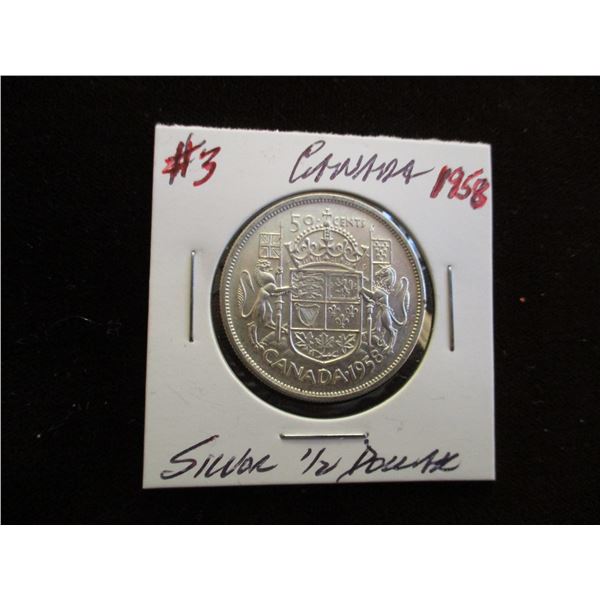 #3 CANADA 1958
50 CENTS
CANADA · 1958
SILVER 1/2 DOLLAR